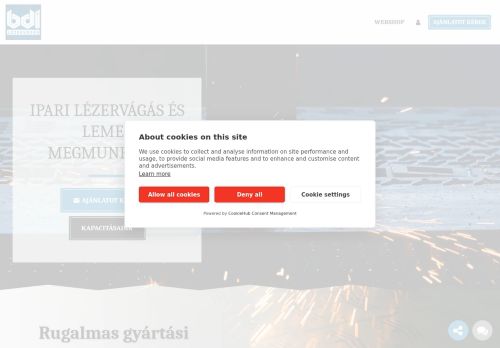 bdl
LÉZERVÁGÁS
WEBSHOP
AJÁNLATOT KÉREK
IPARI LÉZERVÁGÁS ÉS
LEME
MEGMUNK
AJÁNLATOT K
KAPACITÁSAINK
About cookies on this site
We use cookies to collect and analyse information on site performance and
usage, to provide social media features and to enhance and customise content
and advertisements.
Learn more
Allow all cookies
Deny all
Cookie settings
Powered by CookieHub Consent Management
Rugalmas gyártási